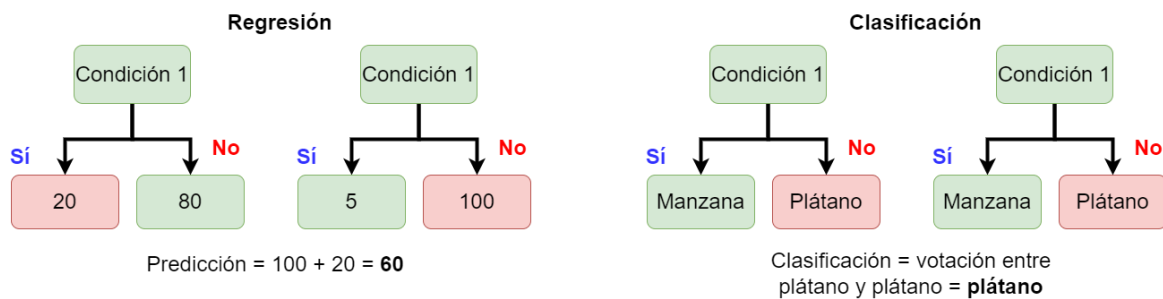 Regresión
Clasificación
Condición 1
Condición 1
Condición 1
Condición 1
Sí
No
Sí
No
Sí
No
Sí
No
20
80
5
100
Manzana
Plátano
Manzana
Plátano
Predicción = 100 + 20 = 60
Clasificación = votación entre
plátano y plátano = plátano